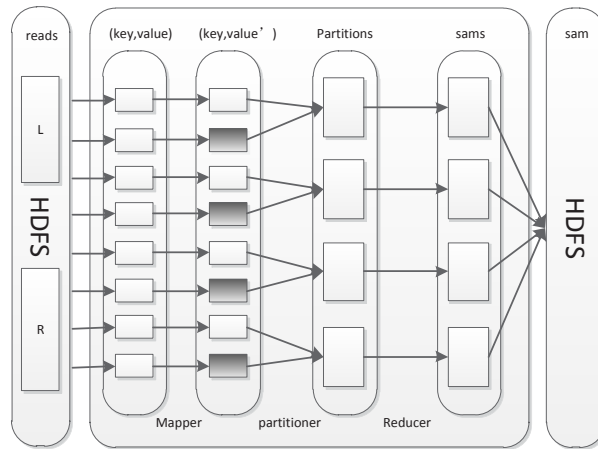 reads
(key,value)
(key,value’)
Partitions
sams
sam
L
HDFS
R
HDFS
Mapper
partitioner
Reducer